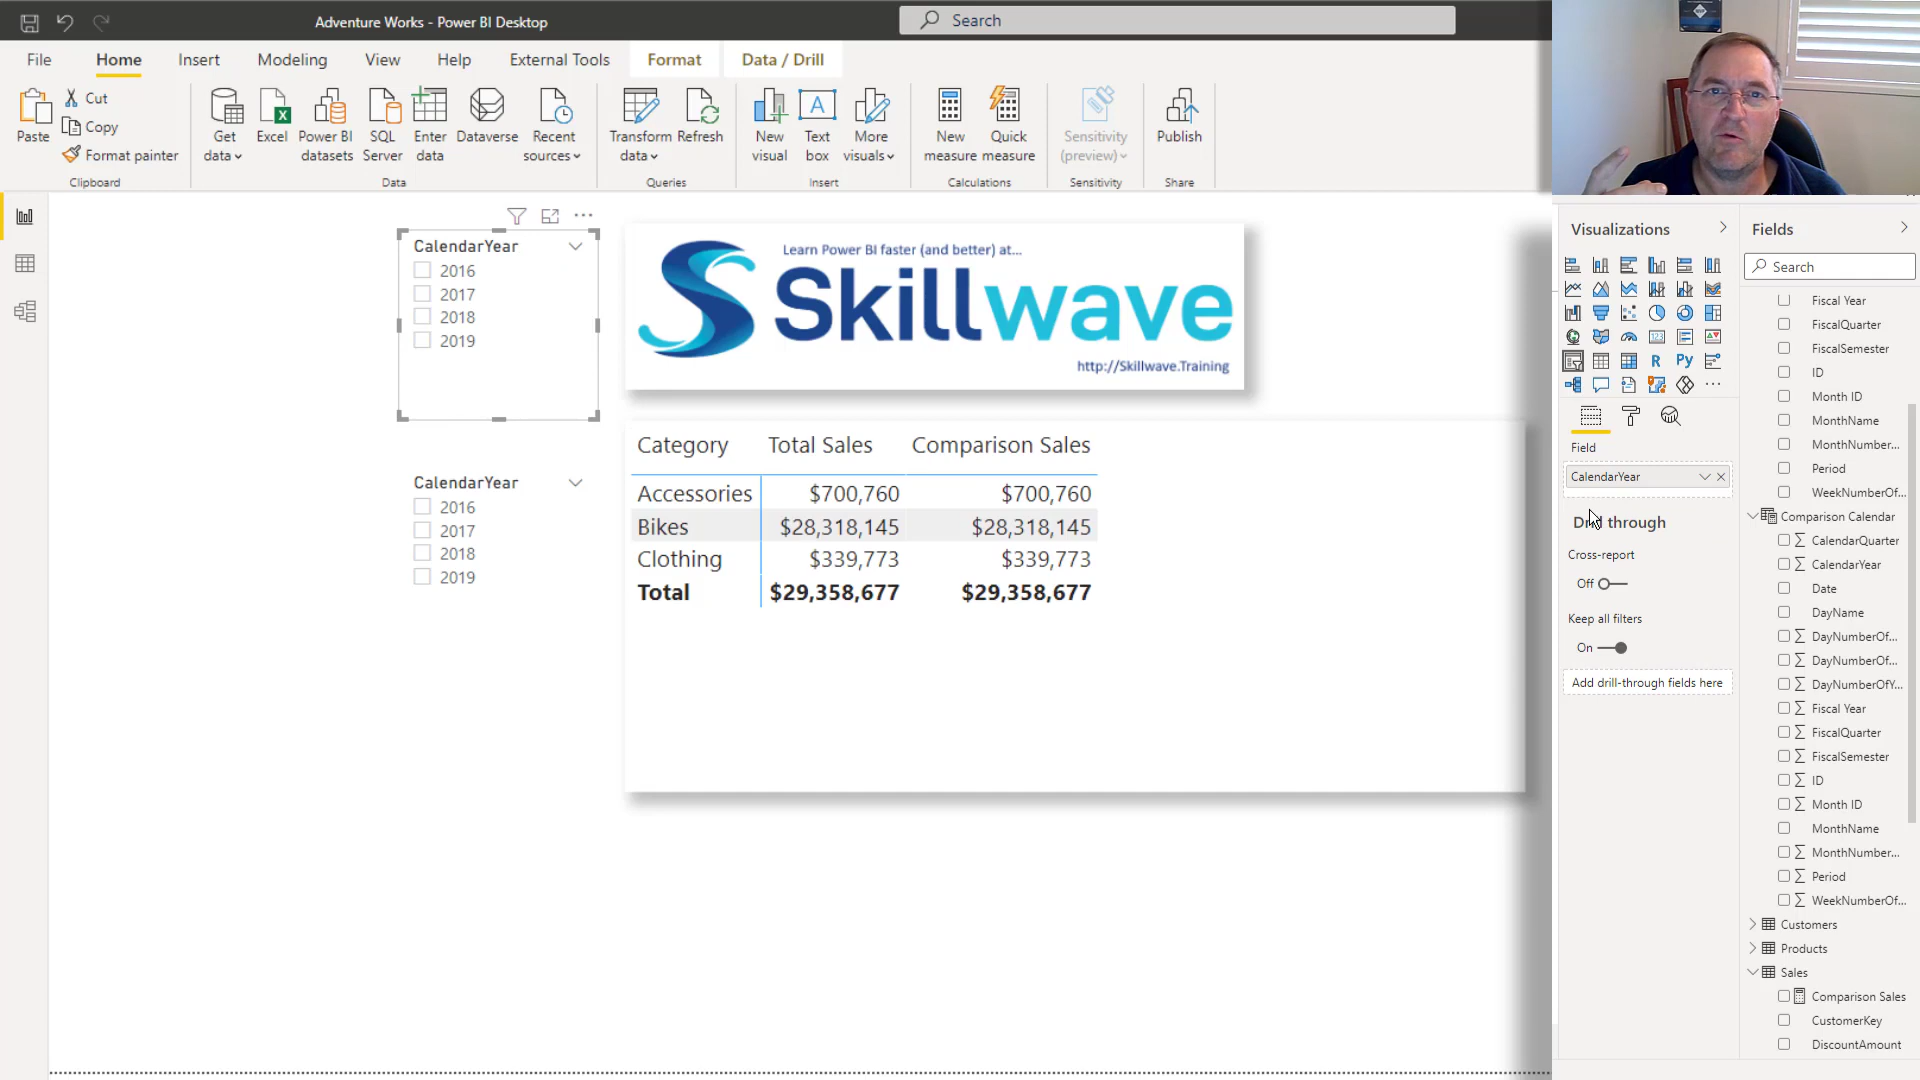 Adventure Works - Power BI Desktop
Search
File Home Insert Modeling View Help External Tools Format Data / Drill
Paste
Cut
Copy
Format painter
Clipboard
Get data
Excel
Power BI datasets
SQL Server
Enter data
Dataverse
Recent sources
Data
Transform data
Refresh
Queries
New visual
A
Text box
More visuals
Insert
New measure
Quick measure
Calculations
Sensitivity (preview)
Sensitivity
Publish
Share
CalendarYear
2016
2017
2018
2019
CalendarYear
2016
2017
2018
2019
Learn Power BI faster (and better) at...
Skillwave
http://Skillwave.Training
Category Total Sales Comparison Sales
Accessories $700,760 $700,760
Bikes $28,318,145 $28,318,145
Clothing $339,773 $339,773
Total $29,358,677 $29,358,677
Visualizations
R Py
Field
CalendarYear
Drill through
Cross-report
Off
Keep all filters
On
Add drill-through fields here
Fields
Search
Fiscal Year
FiscalQuarter
FiscalSemester
ID
Month ID
MonthName
MonthNumber...
Period
WeekNumberOf...
Comparison Calendar
CalendarQuarter
CalendarYear
Date
DayName
DayNumberOf...
DayNumberOf...
DayNumberOfY...
Fiscal Year
FiscalQuarter
FiscalSemester
ID
Month ID
MonthName
MonthNumber...
Period
WeekNumberOf...
Customers
Products
Sales
Comparison Sales
CustomerKey
DiscountAmount